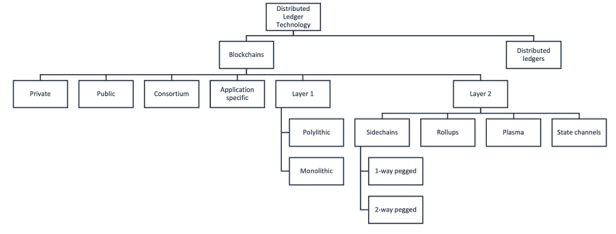 Distributed
Ledger
Technology
Blockchains
Distributed
ledgers
Private
Public
Consortium
Application
specific
Layer 1
Layer 2
Polylithic
Sidechains
Rollups
Plasma
State channels
Monolithic
1-way pegged
2-way pegged